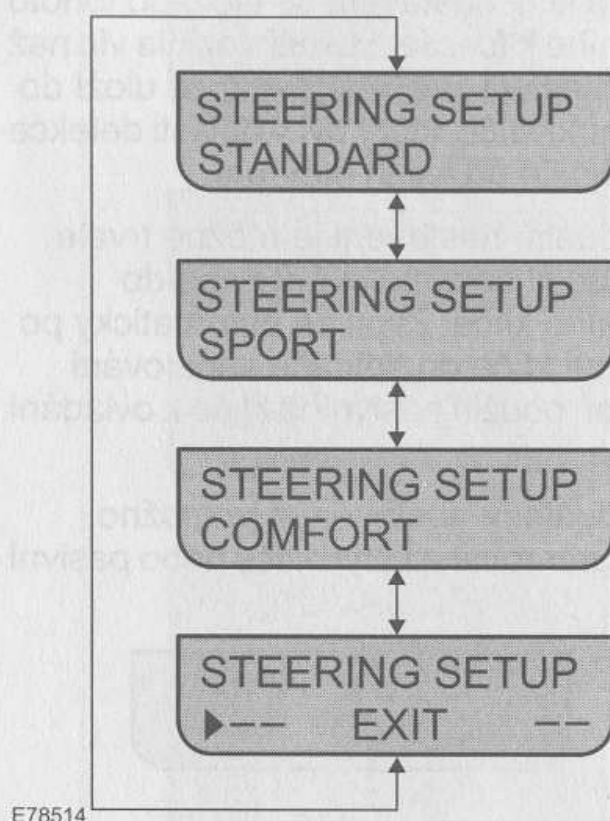 STEERING SETUP
STANDARD
STEERING SETUP
SPORT
STEERING SETUP
COMFORT
STEERING SETUP
▶-- EXIT --
E78514